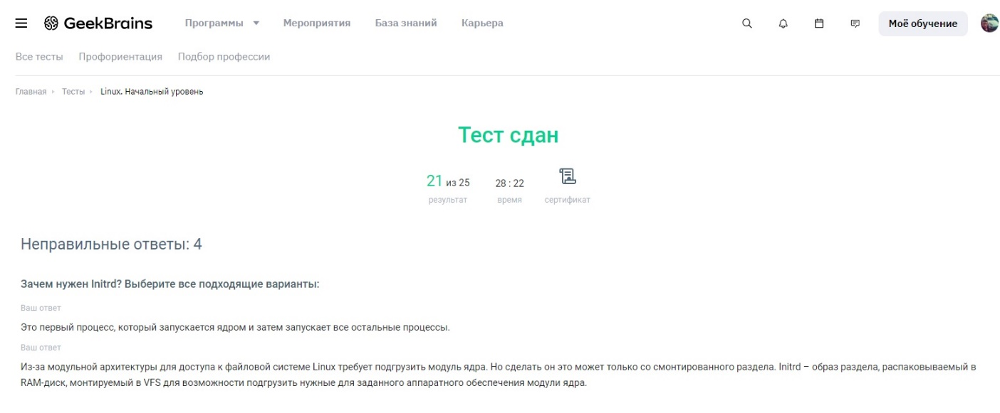 GeekBrains Программы Мероприятия База знаний Карьера Моё обучение
Все тесты Профориентация Подбор профессии
Главная Тесты Linux. Начальный уровень
Тест сдан
21 из 25 28 : 22
результат время сертификат
Неправильные ответы: 4
Зачем нужен Initrd? Выберите все подходящие варианты:
Ваш ответ
Это первый процесс, который запускается ядром и затем запускает все остальные процессы.
Ваш ответ
Из-за модульной архитектуры для доступа к файловой системе Linux требует подгрузить модуль ядра. Но сделать он это может только со смонтированного раздела. Initrd – образ раздела, распаковываемый в
RAM-диск, монтируемый в VFS для возможности подгрузить нужные для заданного аппаратного обеспечения модули ядра.